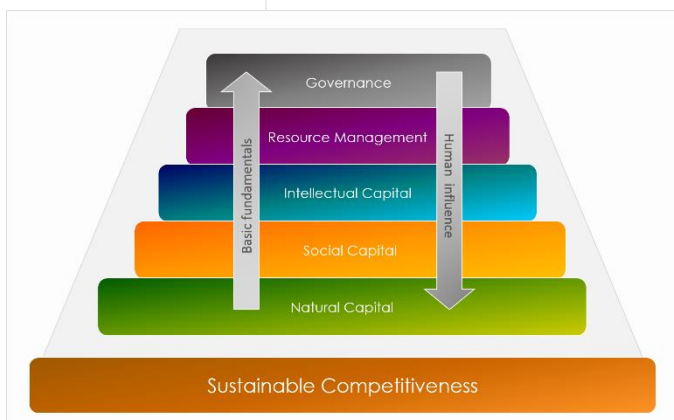 Governance
Resource Management
Intellectual Capital
Social Capital
Natural Capital
Basic fundamentals
Human influence
Sustainable Competitiveness